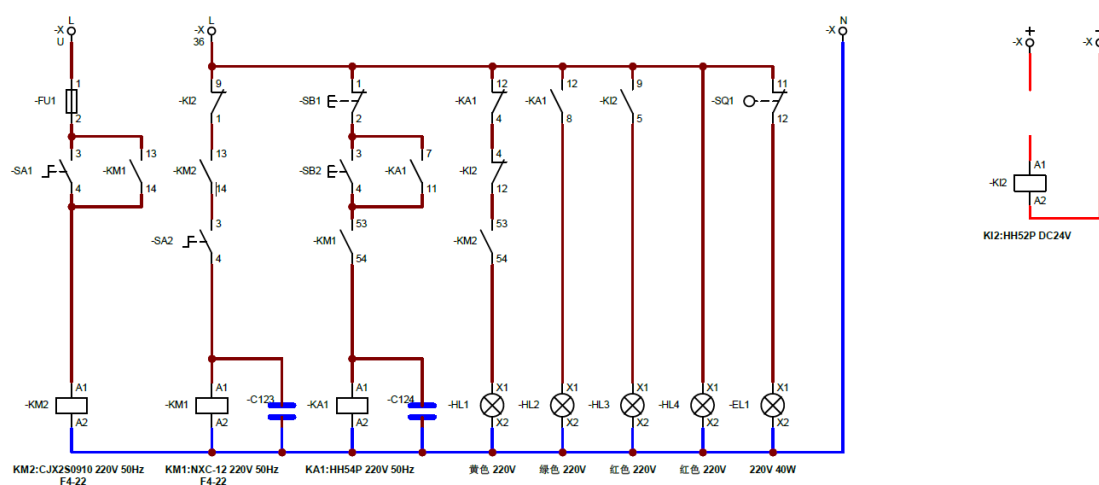 L
-X
U
L
-X
36
N
-X
+
-X
-X
1
-FU1
2
9
-KI2
1
1
-SB1
2
12
-KA1
4
12
-KA1
8
9
-KI2
5
11
-SQ1
12
3
-SA1
4
13
-KM1
14
13
-KM2
14
3
-SB2
4
7
-KA1
11
4
-KI2
12
A1
-KI2
A2
3
-SA2
4
53
-KM1
54
53
-KM2
54
KI2:HH52P DC24V
A1
-KM2
A2
A1
-KM1
A2
-C123
A1
-KA1
A2
-C124
X1
-HL1
X2
X1
-HL2
X2
X1
-HL3
X2
X1
-HL4
X2
X1
-EL1
X2
KM2:CJX2S0910 220V 50Hz
F4-22
KM1:NXC-12 220V 50Hz
F4-22
KA1:HH54P 220V 50Hz
黄色 220V
绿色 220V
红色 220V
红色 220V
220V 40W